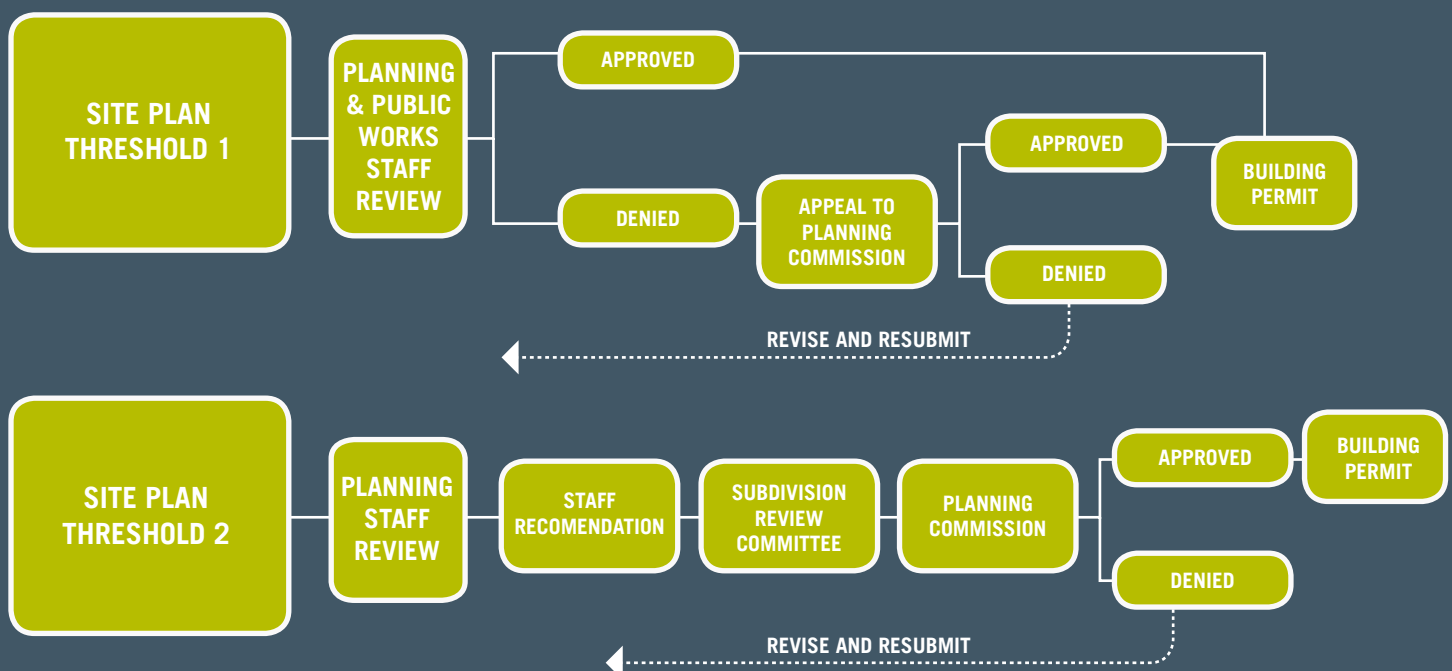 SITE PLAN
THRESHOLD 1
PLANNING
& PUBLIC
WORKS
STAFF
REVIEW
APPROVED
DENIED
APPEAL TO
PLANNING
COMMISSION
APPROVED
DENIED
BUILDING
PERMIT
REVISE AND RESUBMIT
SITE PLAN
THRESHOLD 2
PLANNING
STAFF
REVIEW
STAFF
RECOMENDATION
SUBDIVISION
REVIEW
COMMITTEE
PLANNING
COMMISSION
APPROVED
BUILDING
PERMIT
DENIED
REVISE AND RESUBMIT